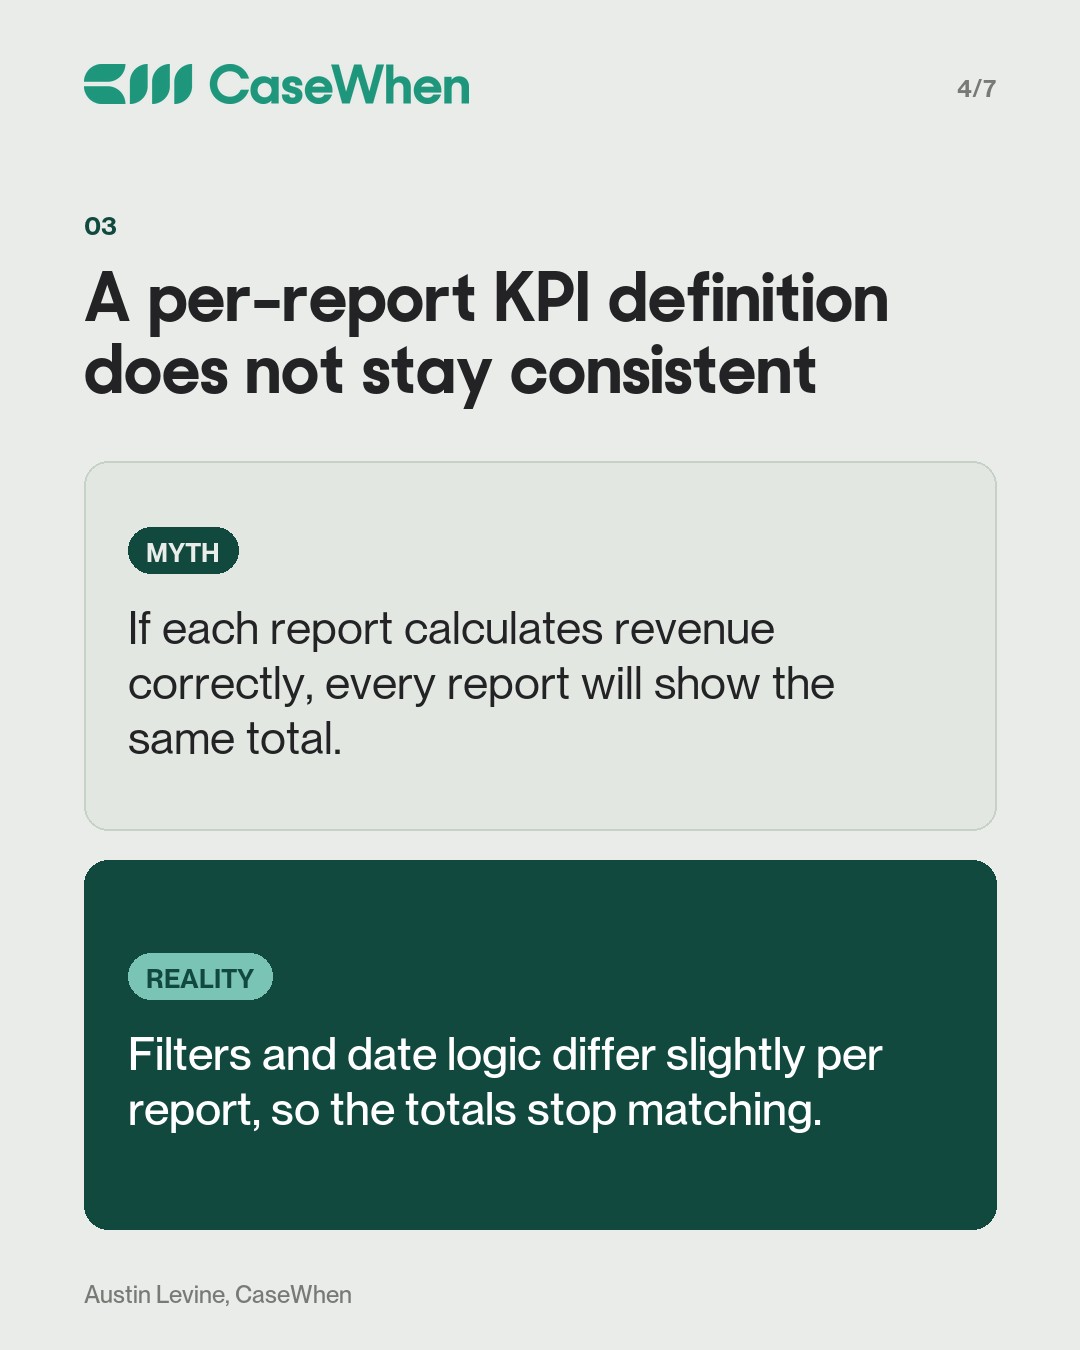 CaseWhen
4/7
03
A per-report KPI definition
does not stay consistent
MYTH
If each report calculates revenue
correctly, every report will show the
same total.
REALITY
Filters and date logic differ slightly per
report, so the totals stop matching.
Austin Levine, CaseWhen